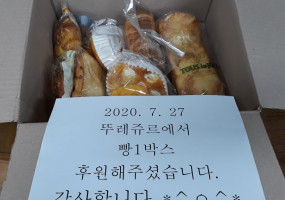 2020. 7. 27
뚜레쥬르에서
빵1박스
후원해주셨습니다.
감사합니다 *^ㅇ^*